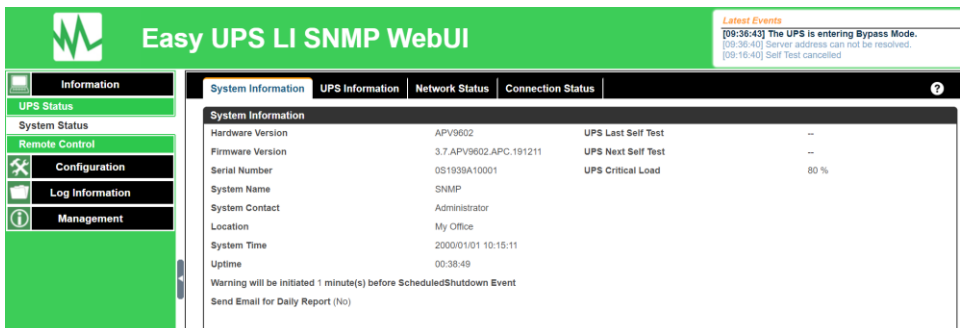 Easy UPS LI SNMP WebUI
Latest Events
[09:36:43] The UPS is entering Bypass Mode.
[09:36:40] Server address can not be resolved.
[09:16:40] Self Test cancelled
Information
UPS Status
System Status
Remote Control
Configuration
Log Information
Management
System Information UPS Information Network Status Connection Status ?
System Information
Hardware Version APV9602 UPS Last Self Test --
Firmware Version 3.7.APV9602.APC.191211 UPS Next Self Test --
Serial Number 0S1939A10001 UPS Critical Load 80 %
System Name SNMP
System Contact Administrator
Location My Office
System Time 2000/01/01 10:15:11
Uptime 00:38:49
Warning will be initiated 1 minute(s) before ScheduledShutdown Event
Send Email for Daily Report (No)